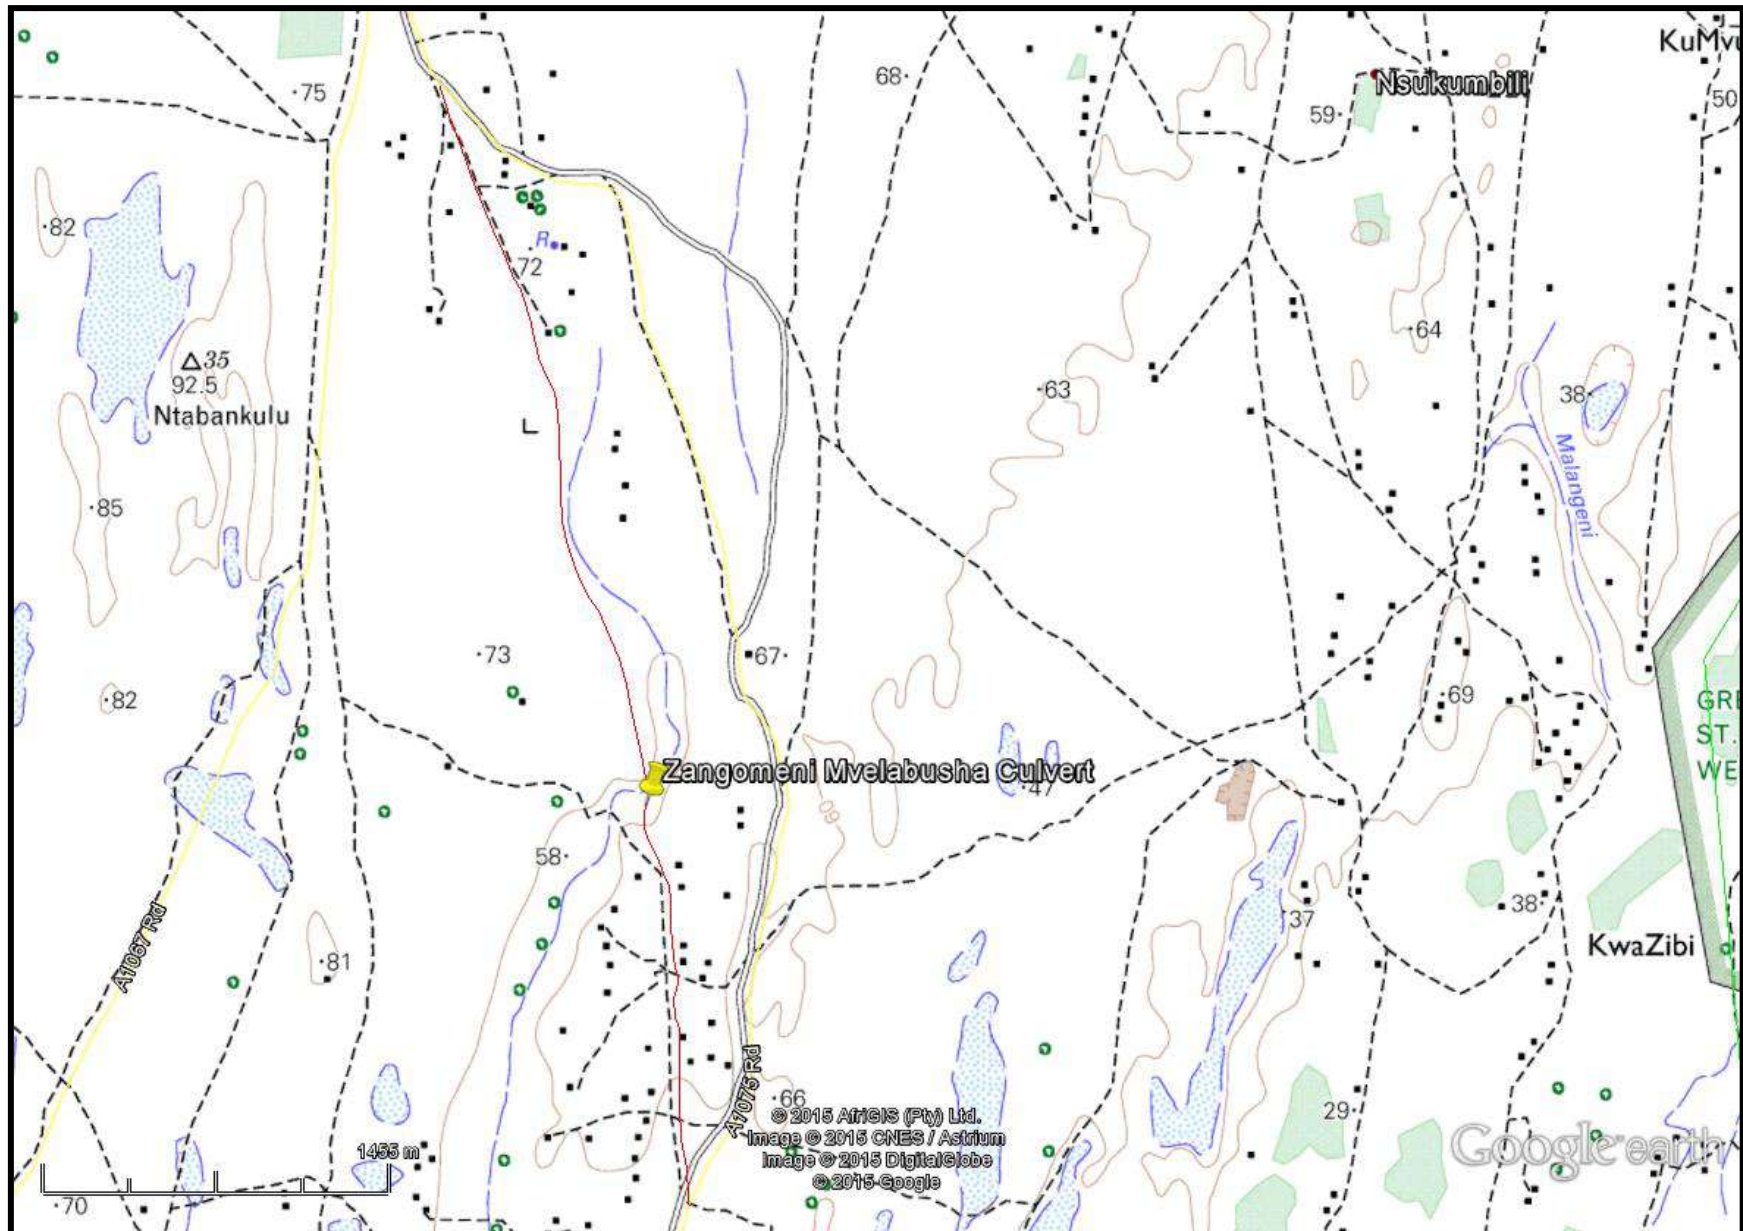 KuMvu
75
68
Nsukumbili
59
50
82
R
72
64
35
92.5
Ntabankulu
63
38
Malangeni
85
73
67
82
69
GRE
ST.
WE
Zangomeni Mvelabusha Culvert
47
60
58
38
37
A1067 Rd
KwaZibi
81
A1075 Rd
66
29
© 2015 AfriGIS (Pty) Ltd.
Image © 2015 CNES / Astrium
Image © 2015 DigitalGlobe
© 2015 Google
Google earth
1455 m
70